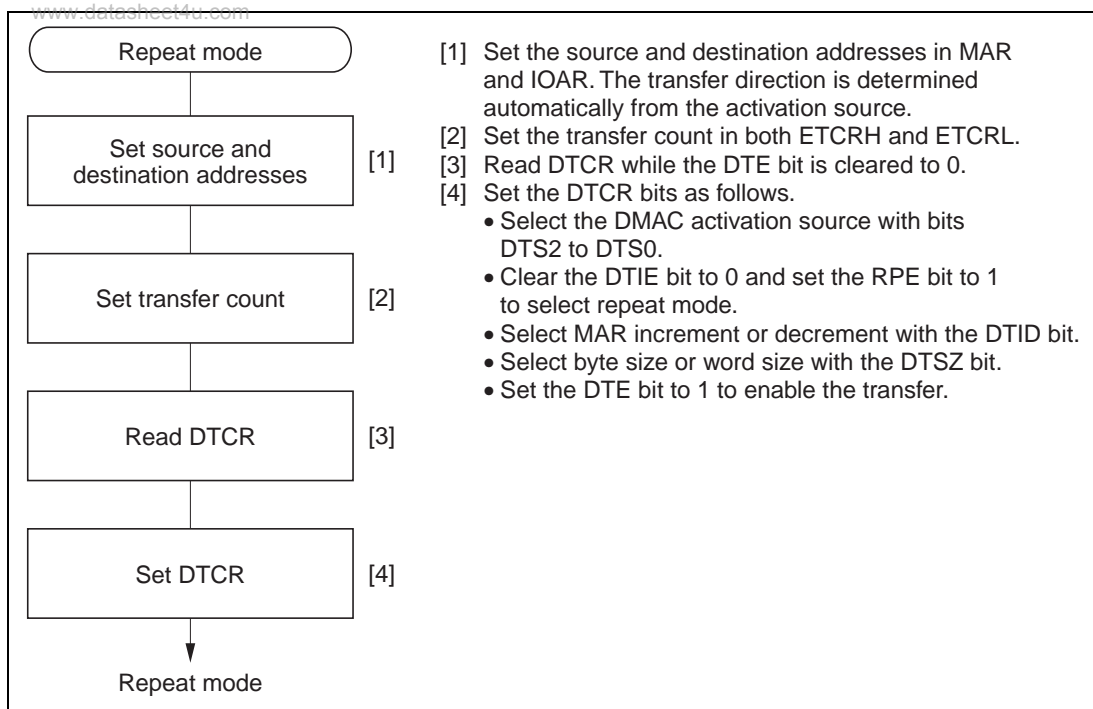 www.datasheet4u.com
Repeat mode
Set source and
destination addresses
[1]
Set transfer count
[2]
Read DTCR
[3]
Set DTCR
[4]
Repeat mode
[1] Set the source and destination addresses in MAR
and IOAR. The transfer direction is determined
automatically from the activation source.
[2] Set the transfer count in both ETCRH and ETCRL.
[3] Read DTCR while the DTE bit is cleared to 0.
[4] Set the DTCR bits as follows.
• Select the DMAC activation source with bits
DTS2 to DTS0.
• Clear the DTIE bit to 0 and set the RPE bit to 1
to select repeat mode.
• Select MAR increment or decrement with the DTID bit.
• Select byte size or word size with the DTSZ bit.
• Set the DTE bit to 1 to enable the transfer.